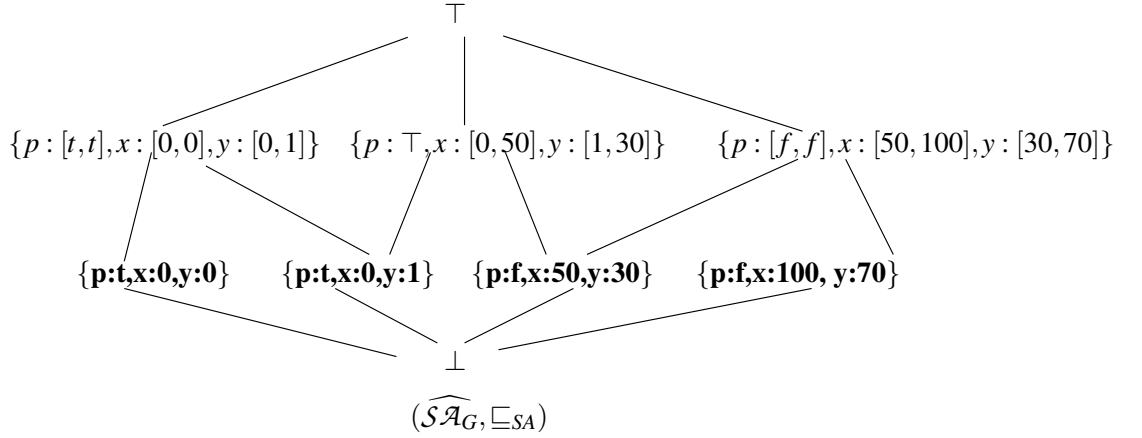 ⊤
{p : [t,t],x : [0,0],y : [0,1]} {p : ⊤,x : [0,50],y : [1,30]} {p : [f,f],x : [50,100],y : [30,70]}
{p:t,x:0,y:0} {p:t,x:0,y:1} {p:f,x:50,y:30} {p:f,x:100, y:70}
⊥
(\widehat{𝒮𝒜_G}, ⊑_{SA})